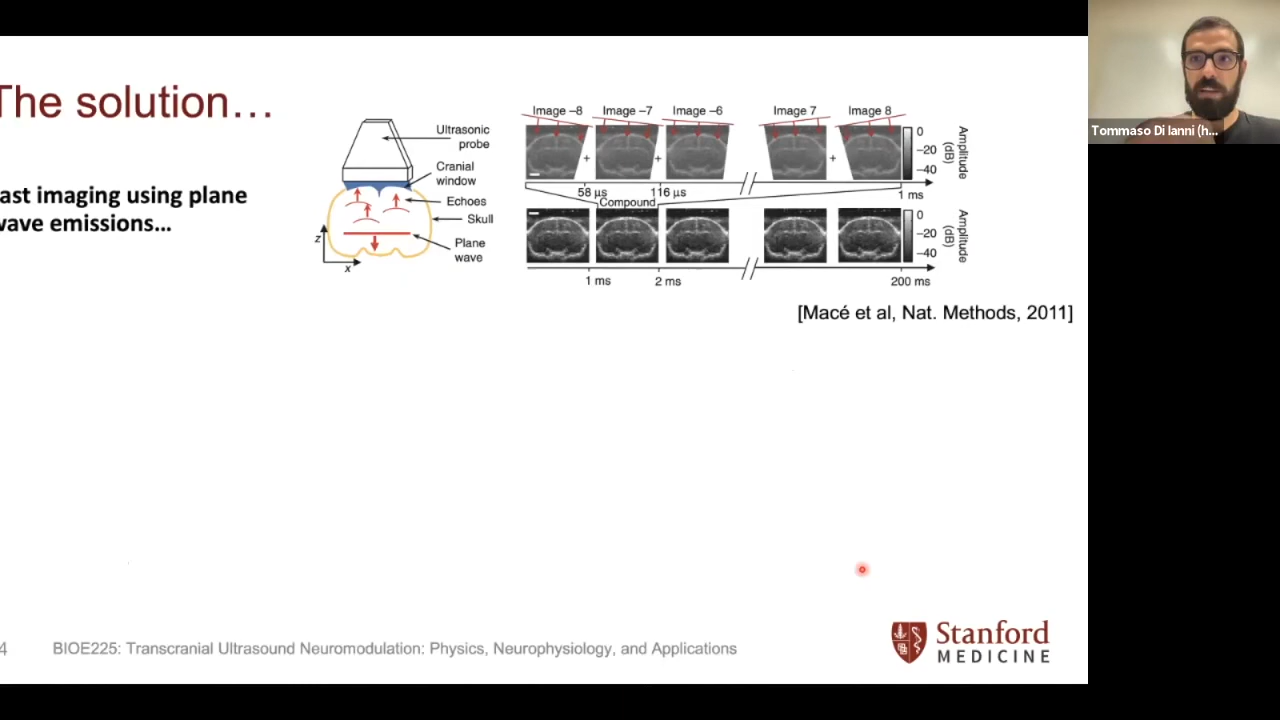 The solution…
ast imaging using plane
wave emissions…
Ultrasonic
probe
Cranial
window
Echoes
Skull
Plane
wave
z
x
Image –8
Image –7
Image –6
Image 7
Image 8
+
+
+
0
–20
–40
Amplitude
(dB)
58 µs
116 µs
1 ms
Compound
0
–20
–40
Amplitude
(dB)
1 ms
2 ms
200 ms
[Macé et al, Nat. Methods, 2011]
4
BIOE225: Transcranial Ultrasound Neuromodulation: Physics, Neurophysiology, and Applications
Stanford
MEDICINE
Tommaso Di Ianni (h...